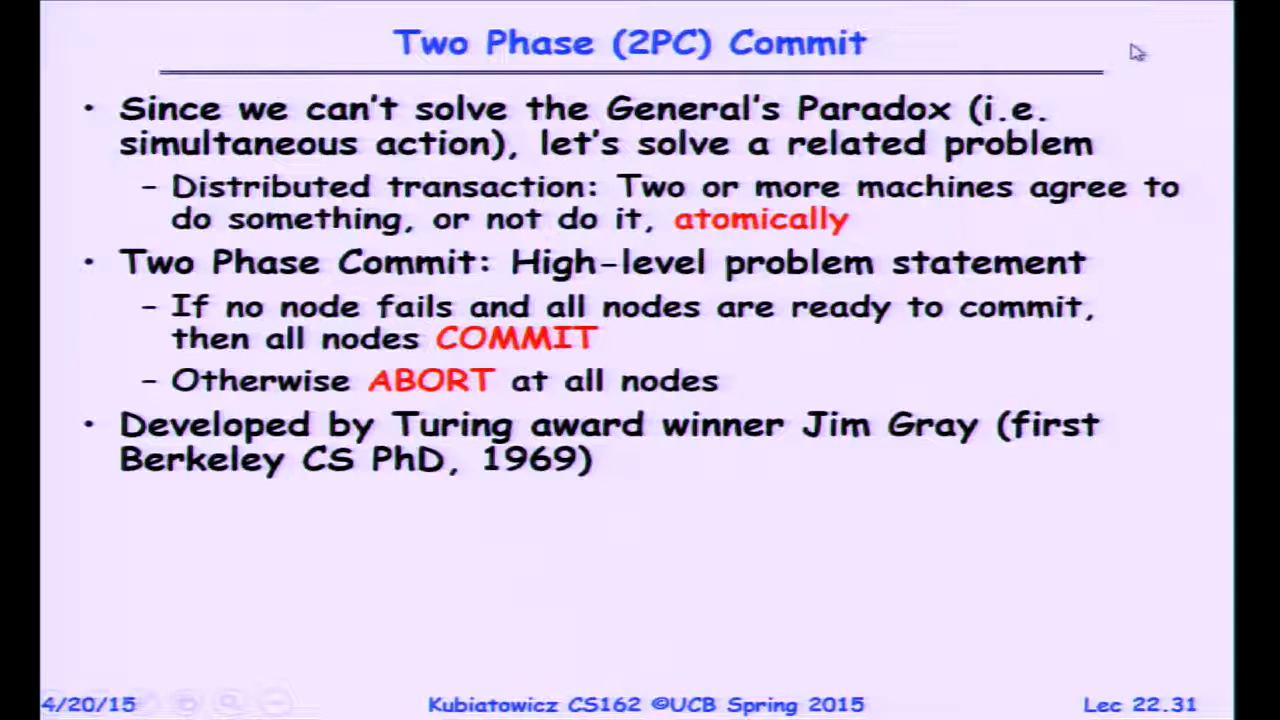 Two Phase (2PC) Commit
• Since we can't solve the General's Paradox (i.e.
simultaneous action), let's solve a related problem
– Distributed transaction: Two or more machines agree to
do something, or not do it, atomically
• Two Phase Commit: High-level problem statement
– If no node fails and all nodes are ready to commit,
then all nodes COMMIT
– Otherwise ABORT at all nodes
• Developed by Turing award winner Jim Gray (first
Berkeley CS PhD, 1969)
4/20/15 Kubiatowicz CS162 ©UCB Spring 2015 Lec 22.31